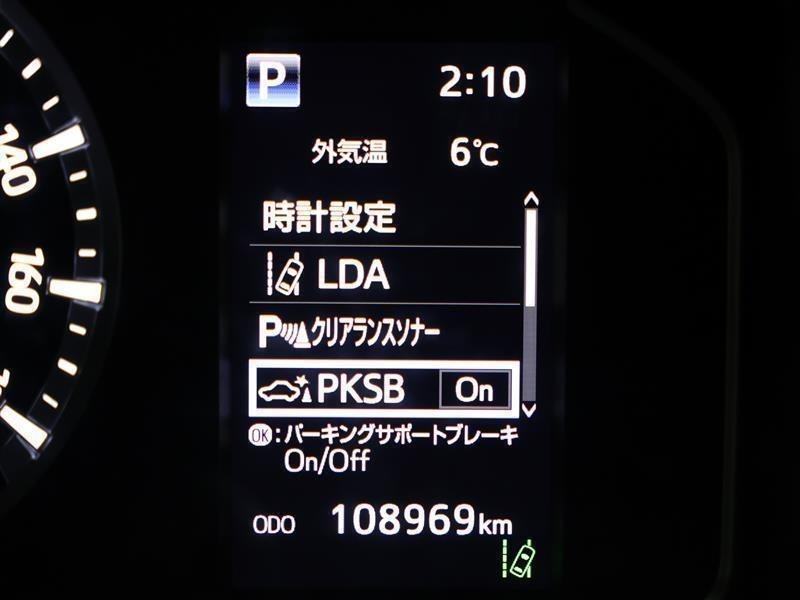 P 2:10
外気温 6℃
時計設定
LDA
Pクリアランスソナー
PKSB On
OK:パーキングサポートブレーキ
On/Off
ODO 108969km
140
160